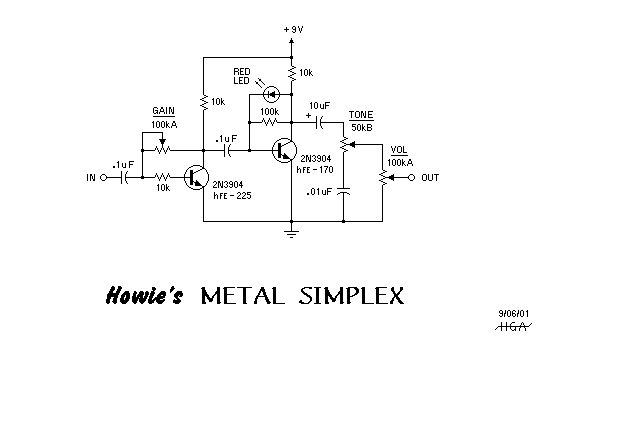 +9V
RED
LED
10k
10k
GAIN
100kA
100k
10uF
+
TONE
50kB
.1uF
.1uF
VOL
100kA
2N3904
hFE-170
IN
OUT
10k
2N3904
hFE-225
.01uF
Howie's METAL SIMPLEX
9/06/01
HGA